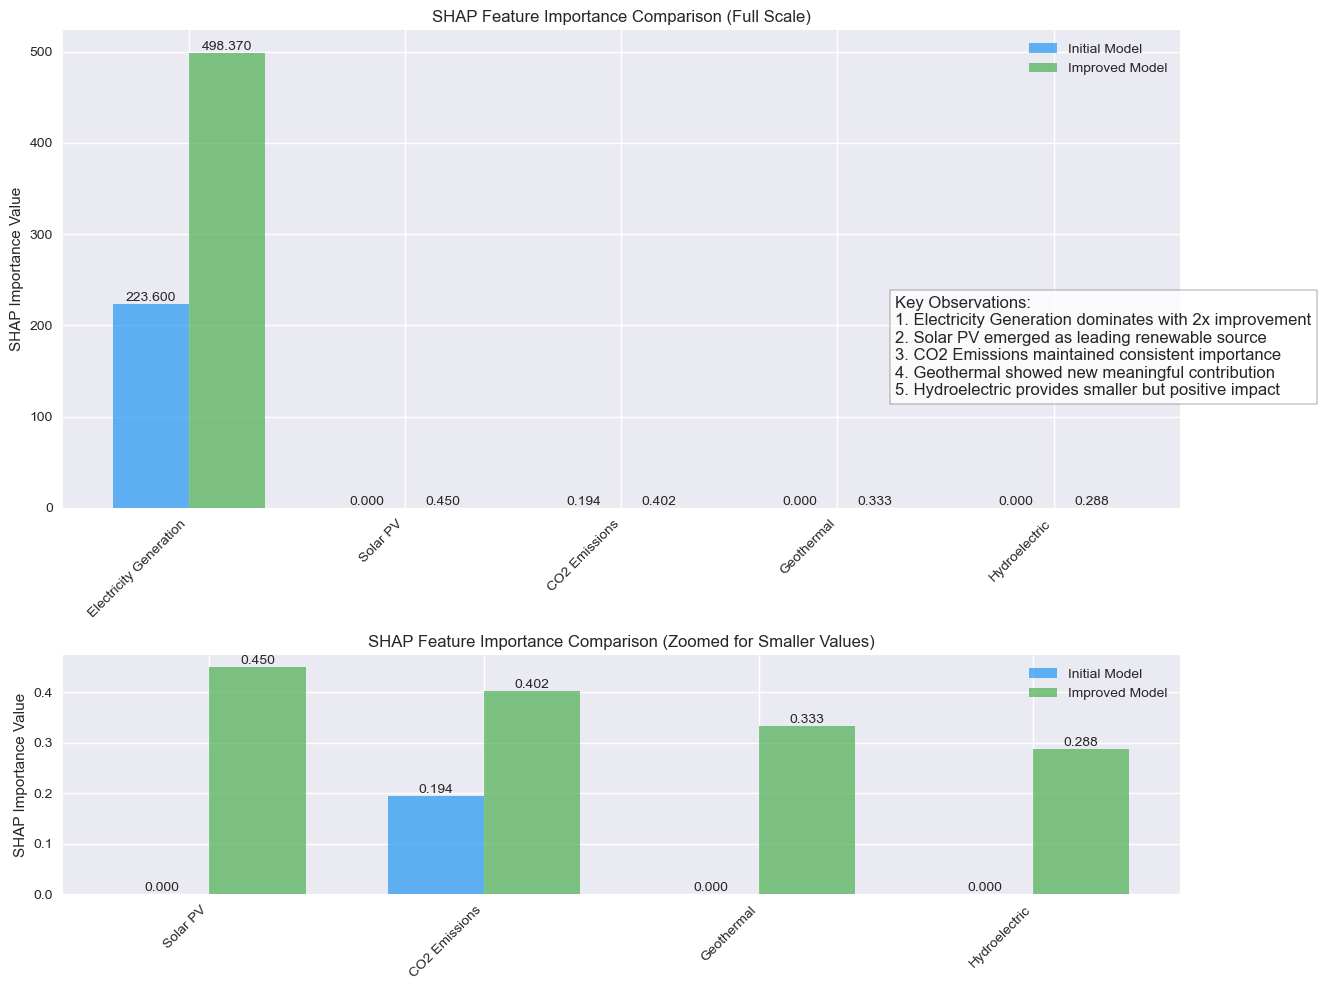 SHAP Feature Importance Comparison (Full Scale)
Initial Model
Improved Model
SHAP Importance Value
500
400
300
200
100
0
498.370
223.600
0.000
0.450
0.194
0.402
0.000
0.333
0.000
0.288
Key Observations:
1. Electricity Generation dominates with 2x improvement
2. Solar PV emerged as leading renewable source
3. CO2 Emissions maintained consistent importance
4. Geothermal showed new meaningful contribution
5. Hydroelectric provides smaller but positive impact
Electricity Generation
Solar PV
CO2 Emissions
Geothermal
Hydroelectric
SHAP Feature Importance Comparison (Zoomed for Smaller Values)
Initial Model
Improved Model
SHAP Importance Value
0.4
0.3
0.2
0.1
0.0
0.000
0.450
0.194
0.402
0.000
0.333
0.000
0.288
Solar PV
CO2 Emissions
Geothermal
Hydroelectric